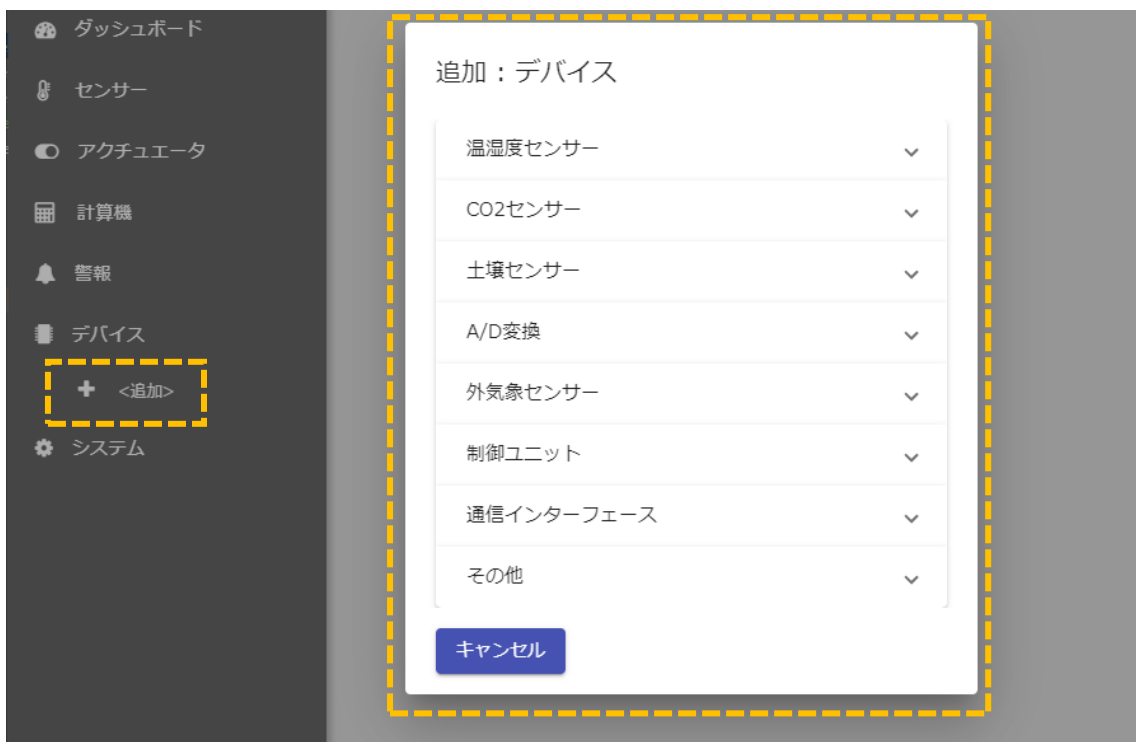 ダッシュボード
センサー
アクチュエータ
計算機
警報
デバイス
<追加>
システム
追加：デバイス
温湿度センサー
CO2センサー
土壌センサー
A/D変換
外気象センサー
制御ユニット
通信インターフェース
その他
キャンセル